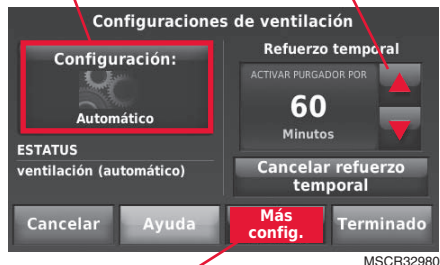 Configuraciones de ventilación
Configuración:
Automático
ESTATUS
ventilación (automático)
Refuerzo temporal
ACTIVAR PURGADOR POR
60
Minutos
Cancelar refuerzo
temporal
Cancelar
Ayuda
Más
config.
Terminado
MSCR32980